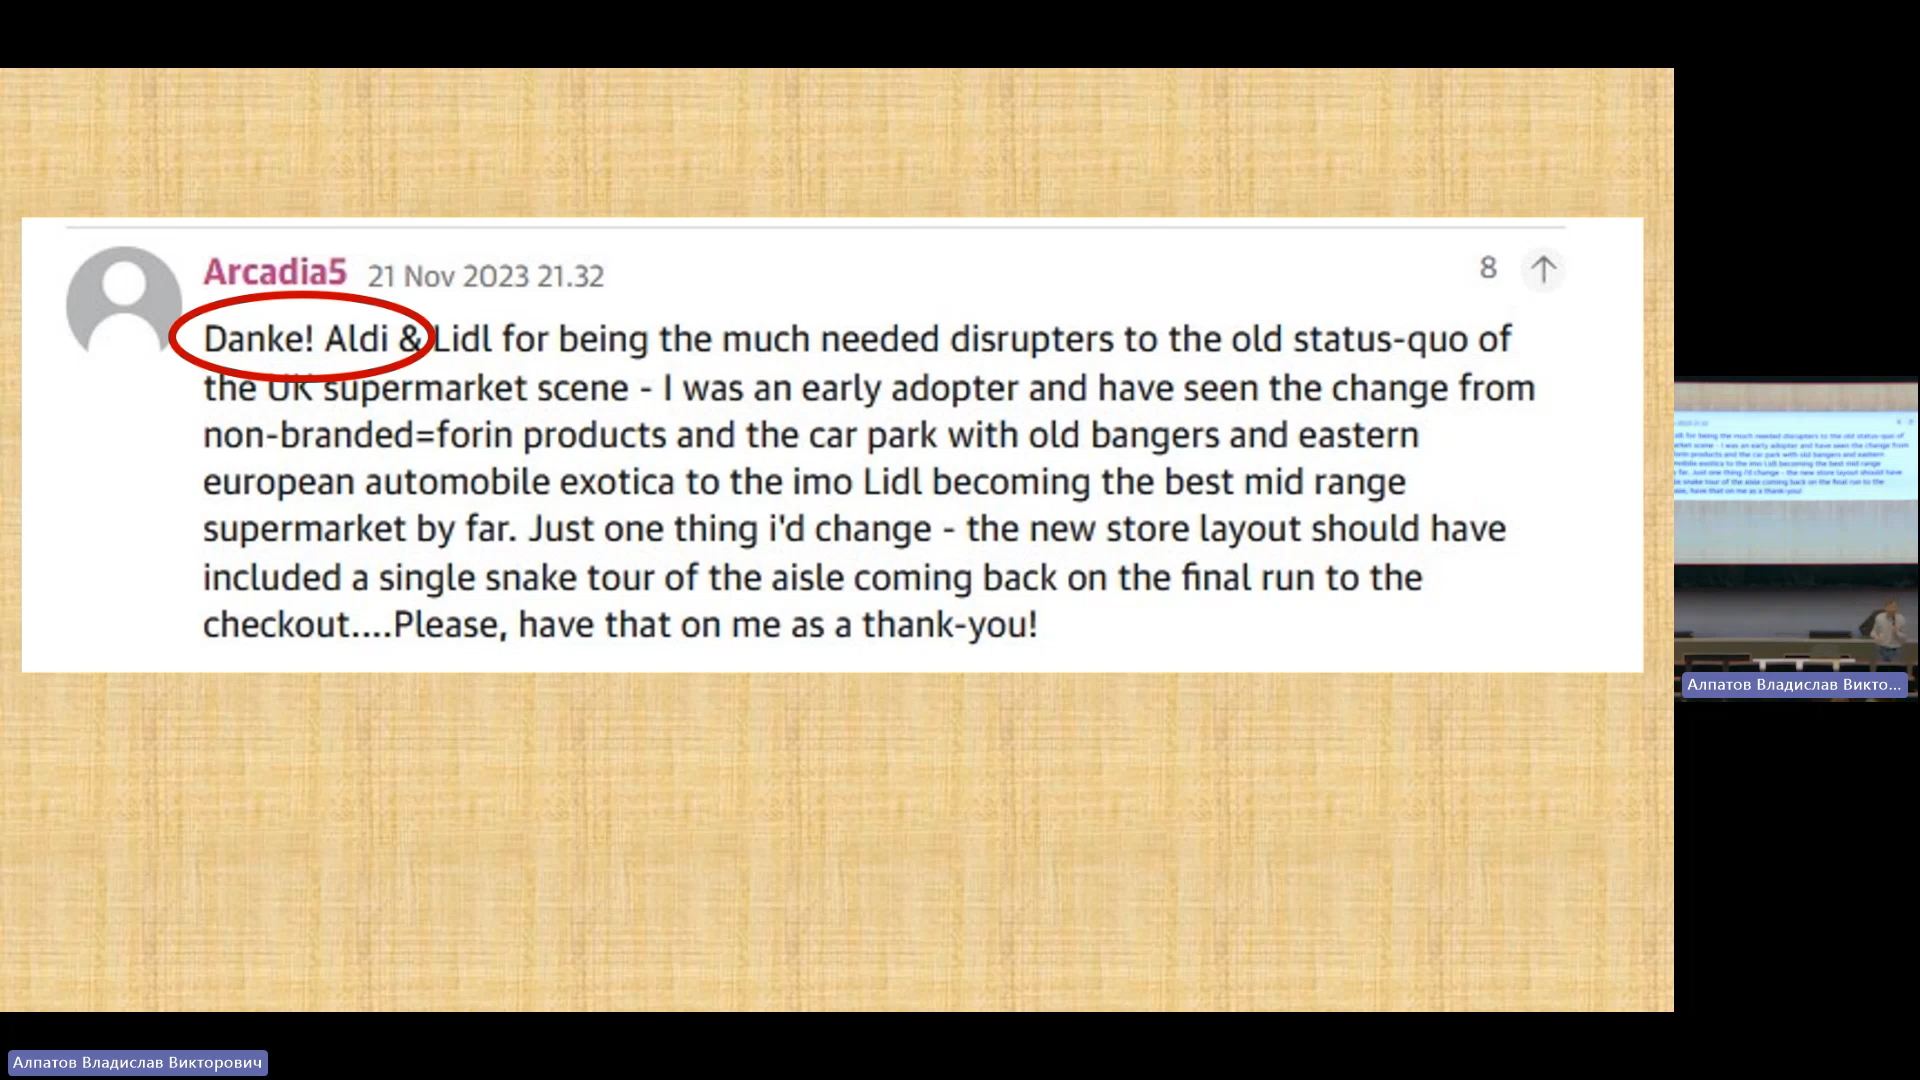 Arcadia5 21 Nov 2023 21.32
8
Danke! Aldi & Lidl for being the much needed disrupters to the old status-quo of
the UK supermarket scene - I was an early adopter and have seen the change from
non-branded=forin products and the car park with old bangers and eastern
european automobile exotica to the imo Lidl becoming the best mid range
supermarket by far. Just one thing i'd change - the new store layout should have
included a single snake tour of the aisle coming back on the final run to the
checkout....Please, have that on me as a thank-you!
Алпатов Владислав Викто...
Алпатов Владислав Викторович